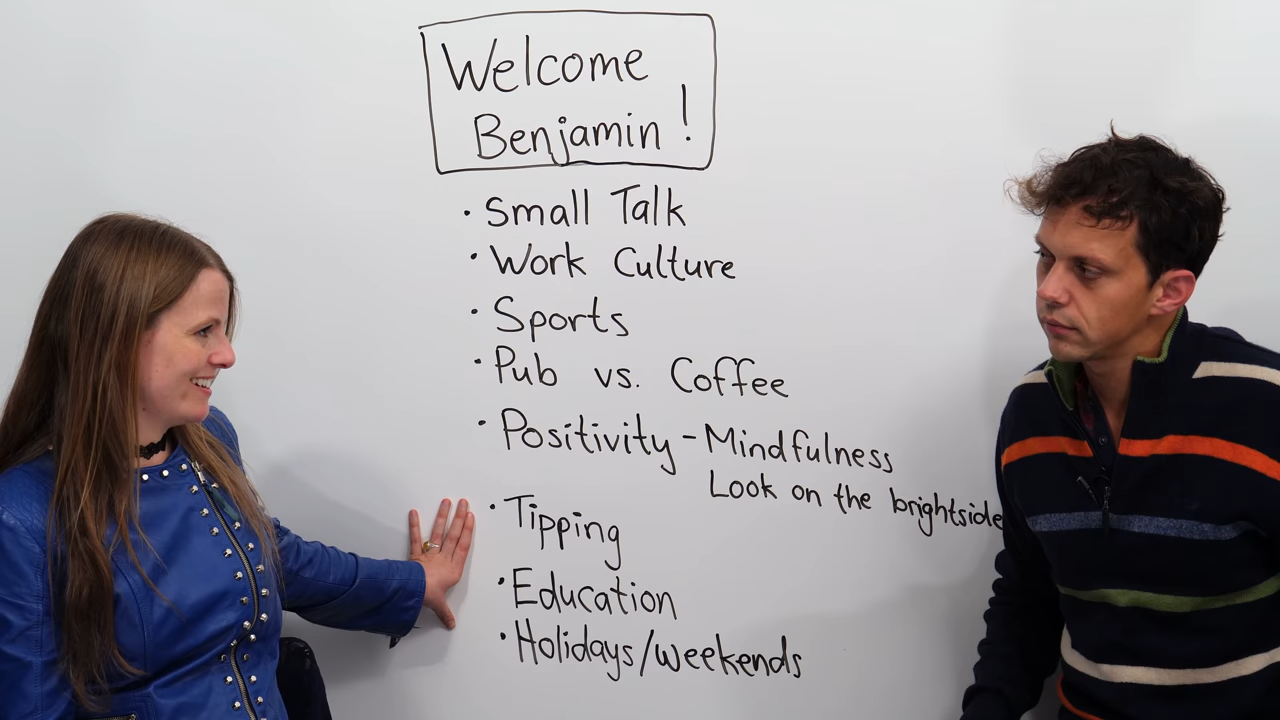 Welcome
Benjamin!
· Small Talk
· Work Culture
· Sports
· Pub vs. Coffee
· Positivity - Mindfulness
Look on the brightside
· Tipping
· Education
· Holidays/weekends